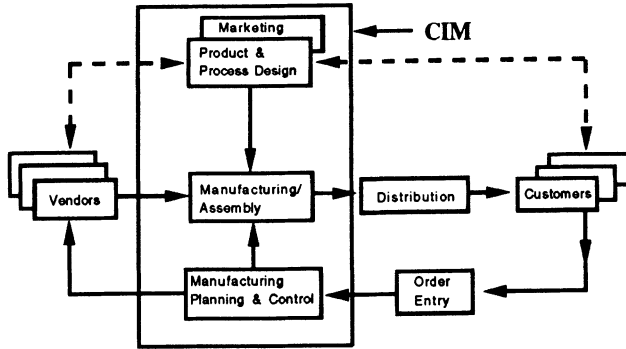 Marketing
CIM
Product &
Process Design
Vendors
Manufacturing/
Assembly
Distribution
Customers
Manufacturing
Planning & Control
Order
Entry